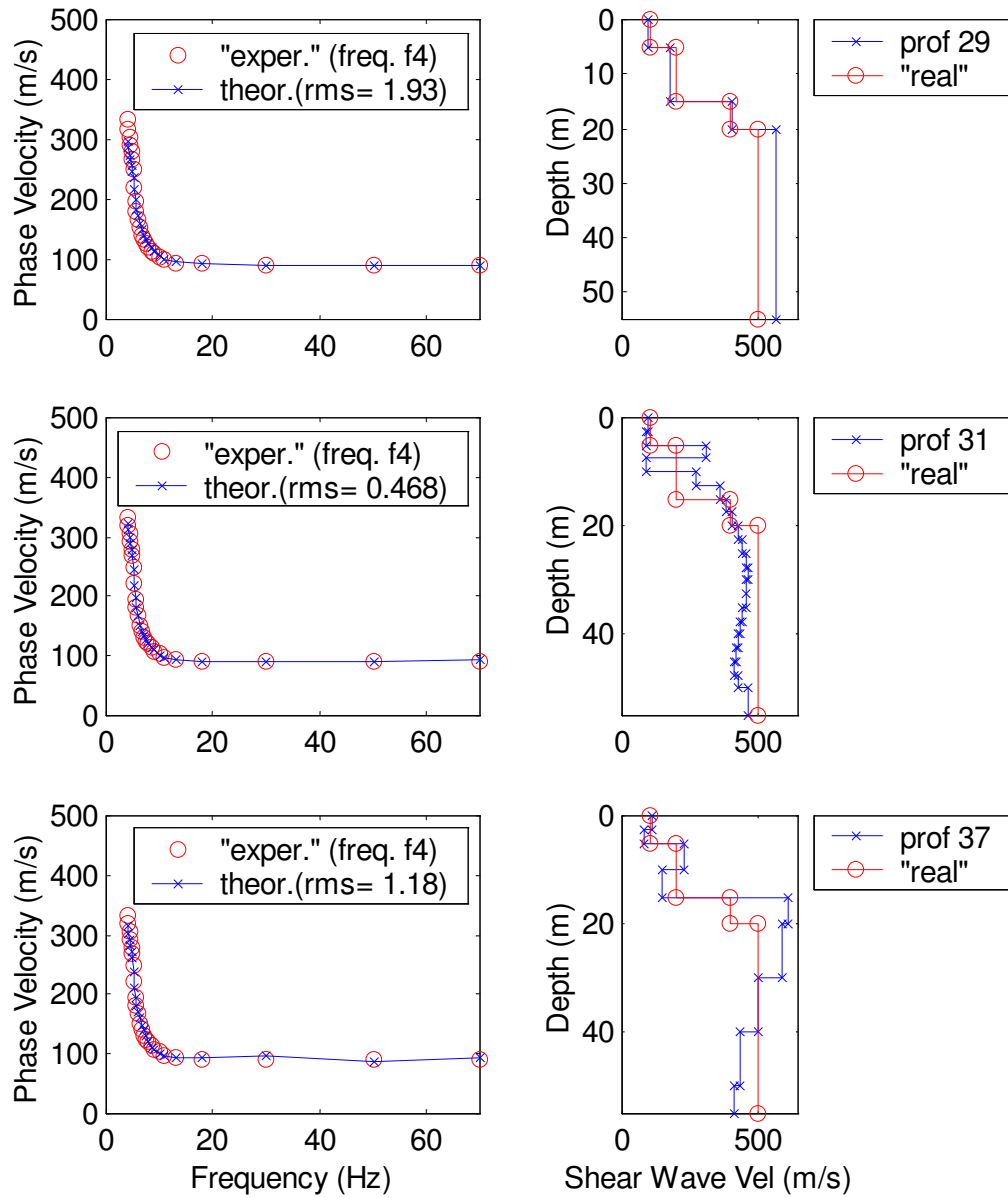 500
400
300
200
100
0
Phase Velocity (m/s)
"exper." (freq. f4)
theor.(rms= 1.93)
0
20
40
60
0
10
20
30
40
50
Depth (m)
0
500
prof 29
"real"
500
400
300
200
100
0
Phase Velocity (m/s)
"exper." (freq. f4)
theor.(rms= 0.468)
0
20
40
60
0
20
40
Depth (m)
0
500
prof 31
"real"
500
400
300
200
100
0
Phase Velocity (m/s)
"exper." (freq. f4)
theor.(rms= 1.18)
0
20
40
60
Frequency (Hz)
0
20
40
Depth (m)
0
500
Shear Wave Vel (m/s)
prof 37
"real"